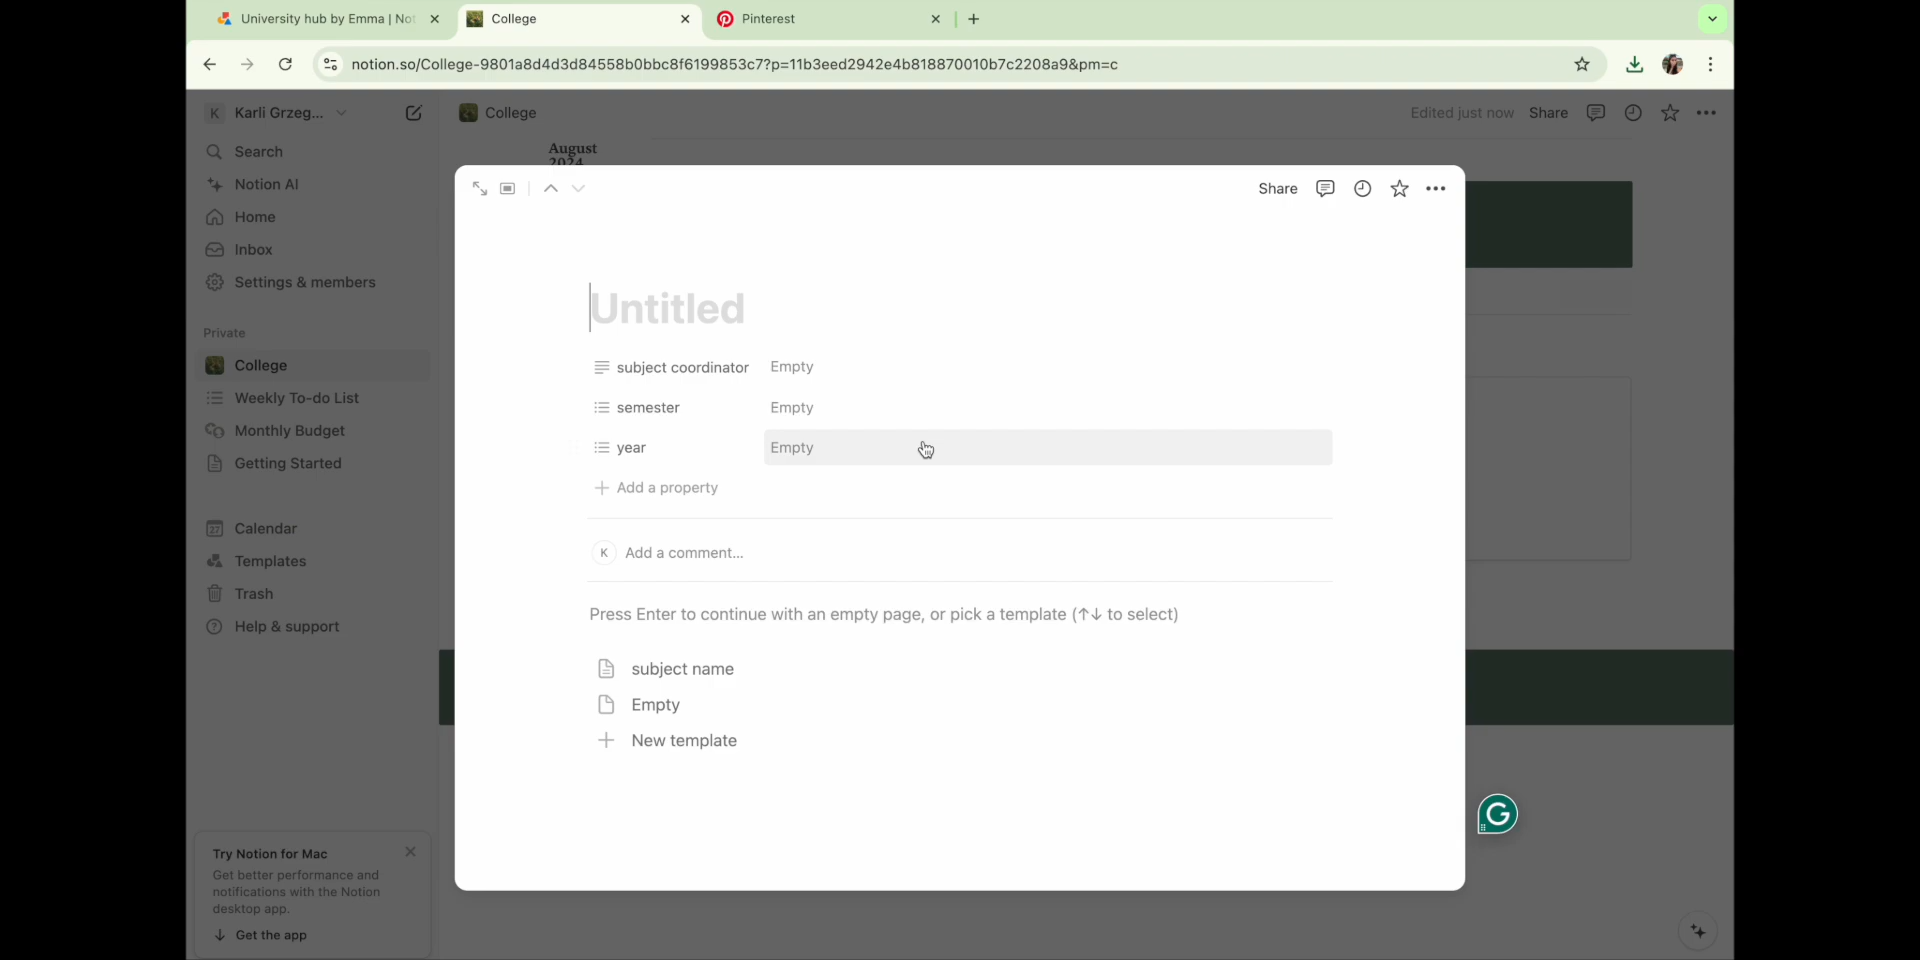 University hub by Emma | Not
College
Pinterest
notion.so/College-9801a8d4d3d84558b0bbc8f6199853c7?p=11b3eed2942e4b818870010b7c2208a9&pm=c
K Karli Grzeg...
College
Edited just now Share
Search
Notion AI
Home
Inbox
Settings & members
Private
College
Weekly To-do List
Monthly Budget
Getting Started
27 Calendar
Templates
Trash
Help & support
Try Notion for Mac
Get better performance and
notifications with the Notion
desktop app.
Get the app
August
2024
Share
Untitled
subject coordinator Empty
semester Empty
year Empty
Add a property
K Add a comment...
Press Enter to continue with an empty page, or pick a template (↑↓ to select)
subject name
Empty
New template
G